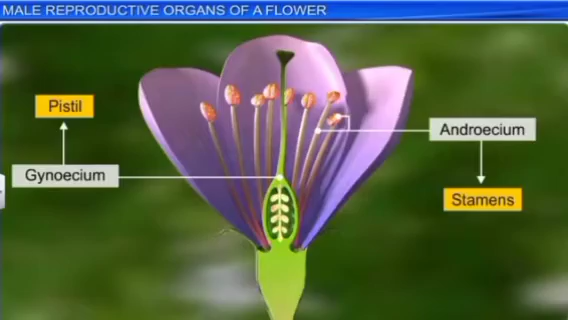 MALE REPRODUCTIVE ORGANS OF A FLOWER
Pistil
Androecium
Gynoecium
Stamens